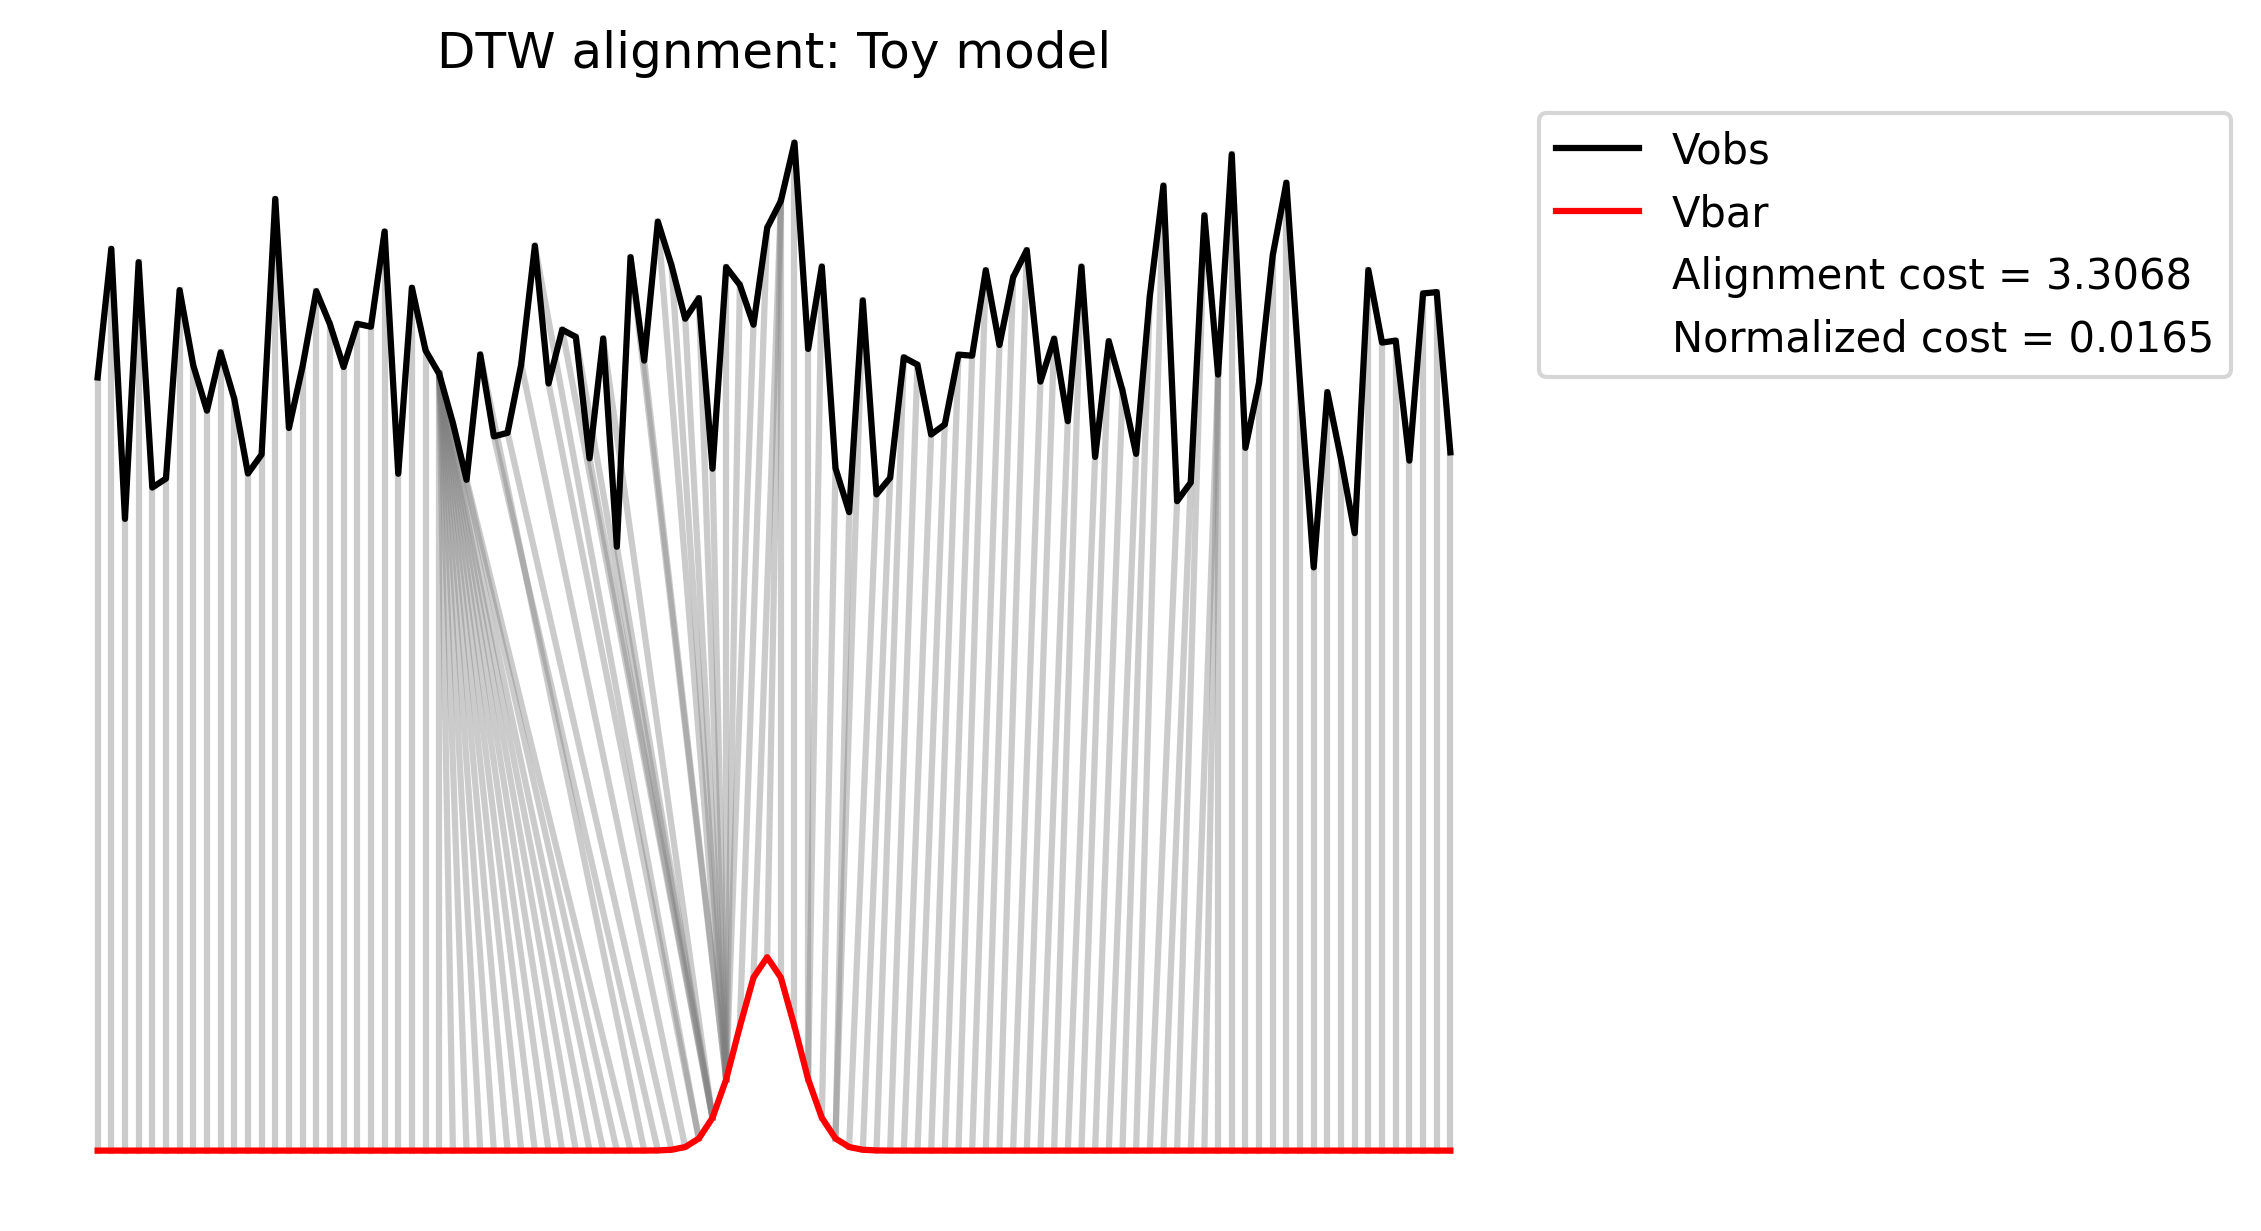 DTW alignment: Toy model
Vobs
Vbar
Alignment cost = 3.3068
Normalized cost = 0.0165